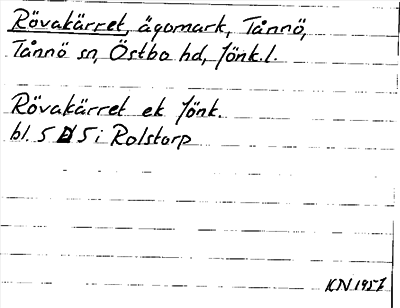 Rövakärret, ägomark, Tånnö,
Tånnö sn, Östbo hd, Jönk.l.
Rövakärret ek Jönk.
bl. 5 D 5 i Rolstorp
KN 1957